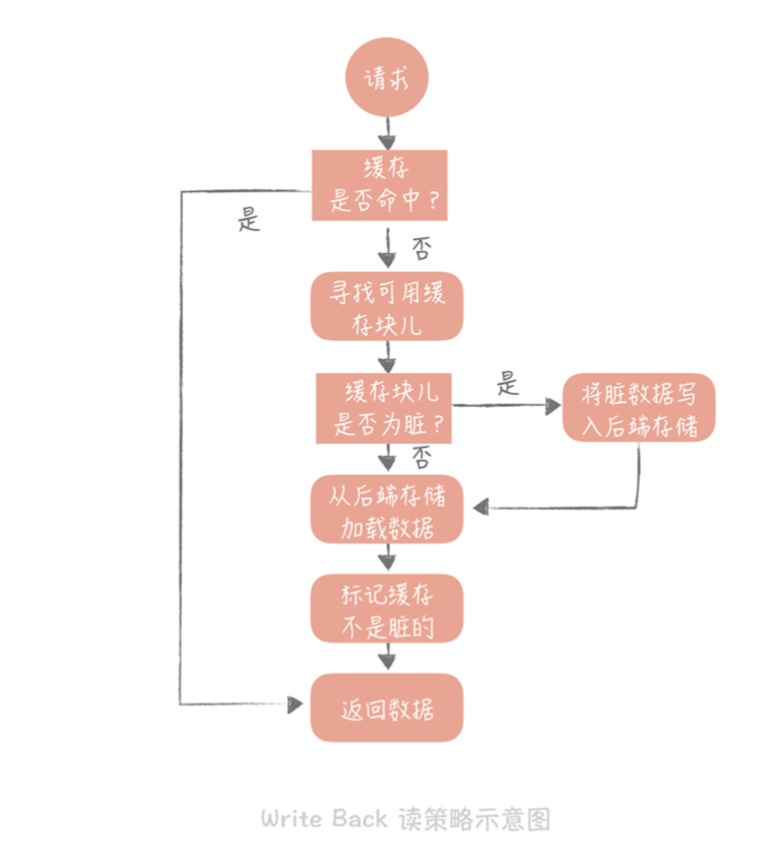 请求
缓存
是否命中？
是
否
寻找可用缓
存块儿
缓存块儿
是否为脏？
是
将脏数据写
入后端存储
否
从后端存储
加载数据
标记缓存
不是脏的
返回数据
Write Back 读策略示意图